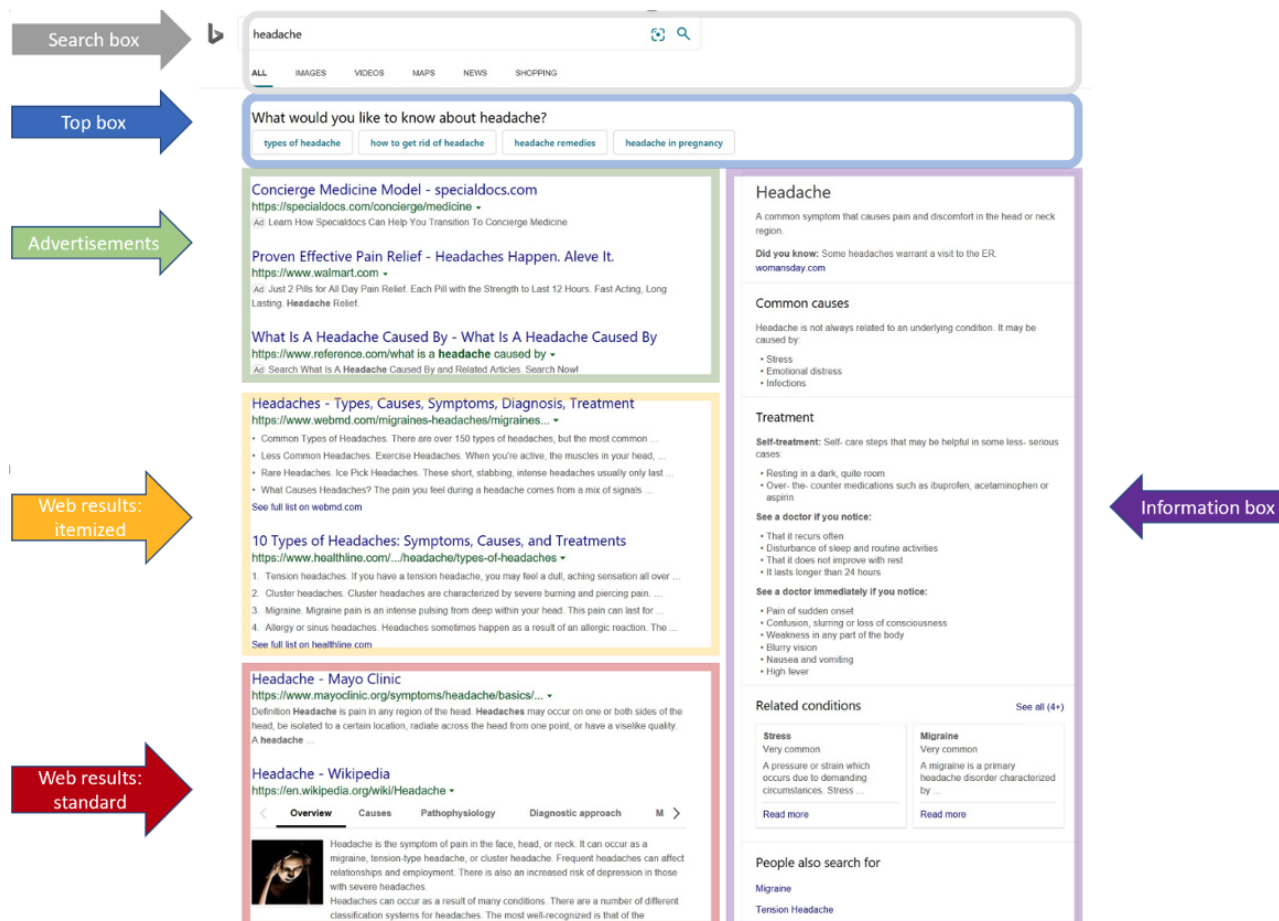 Search box
headache
ALL IMAGES VIDEOS MAPS NEWS SHOPPING
Top box
What would you like to know about headache?
types of headache how to get rid of headache headache remedies headache in pregnancy
Advertisements
Concierge Medicine Model - specialdocs.com
https://specialdocs.com/concierge/medicine
Ad Learn How Specialdocs Can Help You Transition To Concierge Medicine
Proven Effective Pain Relief - Headaches Happen. Aleve It.
https://www.walmart.com
Ad Just 2 Pills for All Day Pain Relief. Each Pill with the Strength to Last 12 Hours. Fast Acting, Long
Lasting. Headache Relief.
What Is A Headache Caused By - What Is A Headache Caused By
https://www.reference.com/what is a headache caused by
Ad Search What Is A Headache Caused By and Related Articles. Search Now!
Web results:
itemized
Headaches - Types, Causes, Symptoms, Diagnosis, Treatment
https://www.webmd.com/migraines-headaches/migraines...
• Common Types of Headaches. There are over 150 types of headaches, but the most common ...
• Less Common Headaches. Exercise Headaches. When you're active, the muscles in your head, ...
• Rare Headaches. Ice Pick Headaches. These short, stabbing, intense headaches usually only last ...
• What Causes Headaches? The pain you feel during a headache comes from a mix of signals ...
See full list on webmd.com
10 Types of Headaches: Symptoms, Causes, and Treatments
https://www.healthline.com/.../headache/types-of-headaches
1. Tension headaches. If you have a tension headache, you may feel a dull, aching sensation all over ...
2. Cluster headaches. Cluster headaches are characterized by severe burning and piercing pain. ...
3. Migraine. Migraine pain is an intense pulsing from deep within your head. This pain can last for ...
4. Allergy or sinus headaches. Headaches sometimes happen as a result of an allergic reaction. The ...
See full list on healthline.com
Web results:
standard
Headache - Mayo Clinic
https://www.mayoclinic.org/symptoms/headache/basics/...
Definition Headache is pain in any region of the head. Headaches may occur on one or both sides of the
head, be isolated to a certain location, radiate across the head from one point, or have a viselike quality.
A headache ...
Headache - Wikipedia
https://en.wikipedia.org/wiki/Headache
Overview Causes Pathophysiology Diagnostic approach M
Headache is the symptom of pain in the face, head, or neck. It can occur as a
migraine, tension-type headache, or cluster headache. Frequent headaches can affect
relationships and employment. There is also an increased risk of depression in those
with severe headaches.
Headaches can occur as a result of many conditions. There are a number of different
classification systems for headaches. The most well-recognized is that of the
Information box
Headache
A common symptom that causes pain and discomfort in the head or neck
region.
Did you know: Some headaches warrant a visit to the ER.
womansday.com
Common causes
Headache is not always related to an underlying condition. It may be
caused by:
• Stress
• Emotional distress
• Infections
Treatment
Self-treatment: Self- care steps that may be helpful in some less- serious
cases:
• Resting in a dark, quite room
• Over- the- counter medications such as ibuprofen, acetaminophen or
aspirin
See a doctor if you notice:
• That it recurs often
• Disturbance of sleep and routine activities
• That it does not improve with rest
• It lasts longer than 24 hours
See a doctor immediately if you notice:
• Pain of sudden onset
• Confusion, slurring or loss of consciousness
• Weakness in any part of the body
• Blurry vision
• Nausea and vomiting
• High fever
Related conditions See all (4+)
Stress
Very common
A pressure or strain which
occurs due to demanding
circumstances. Stress ...
Read more
Migraine
Very common
A migraine is a primary
headache disorder characterized
by ...
Read more
People also search for
Migraine
Tension Headache